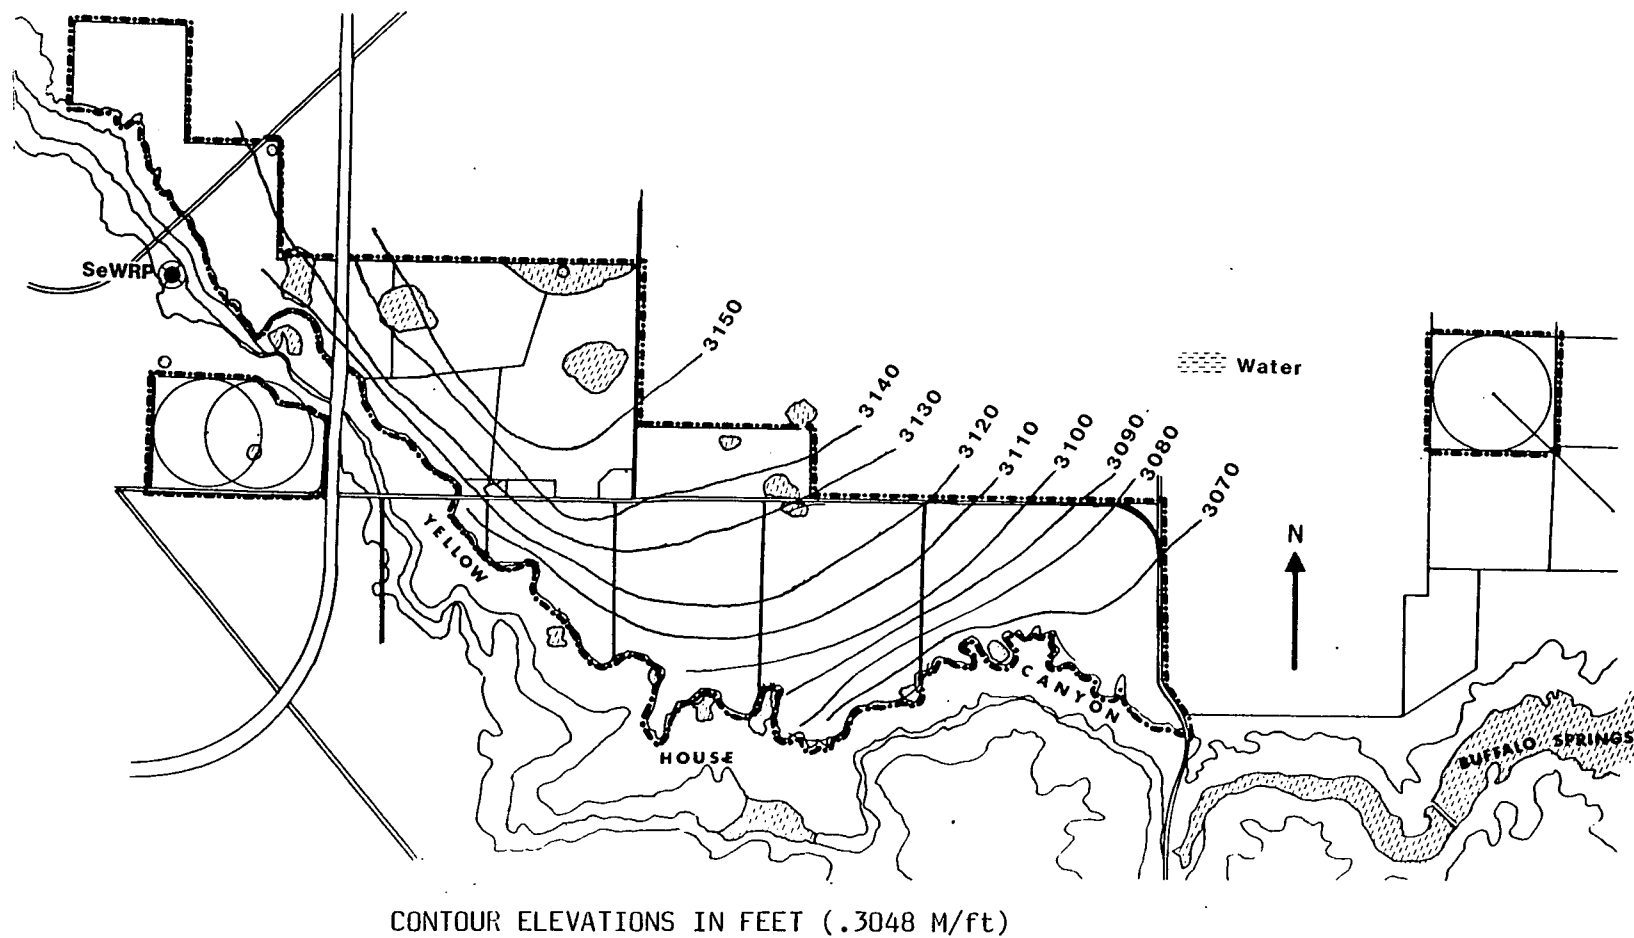 SeWRP
3150
3140
3130
3120
3110
3100
3090
3080
3070
Water
N
YELLOW
HOUSE
CANYON
BUFFALO SPRINGS
CONTOUR ELEVATIONS IN FEET (.3048 M/ft)